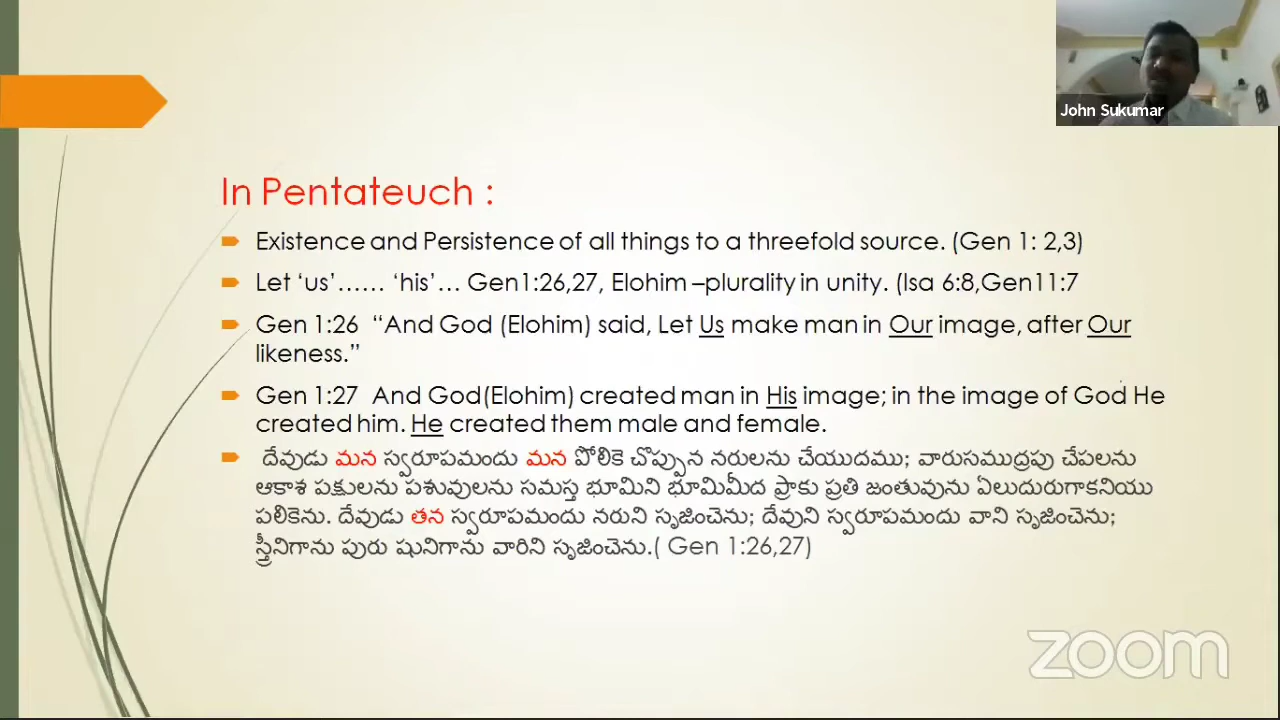 John Sukumar
In Pentateuch :
Existence and Persistence of all things to a threefold source. (Gen 1: 2,3)
Let ‘us’…… ‘his’… Gen1:26,27, Elohim –plurality in unity. (Isa 6:8,Gen11:7
Gen 1:26 “And God (Elohim) said, Let Us make man in Our image, after Our
likeness.”
Gen 1:27 And God(Elohim) created man in His image; in the image of God He
created him. He created them male and female.
దేవుడు మన స్వరూపమందు మన పోలికె చొప్పున నరులను చేయుదము; వారుసముద్రపు చేపలను
ఆకాశ పక్షులను పశువులను సమస్త భూమిని భూమిమీద ప్రాకు ప్రతి జంతువును ఏలుదురుగాకనియు
పలికెను. దేవుడు తన స్వరూపమందు నరుని సృజించెను; దేవుని స్వరూపమందు వాని సృజించెను;
స్త్రీనిగాను పురు షునిగాను వారిని సృజించెను.( Gen 1:26,27)
zoom